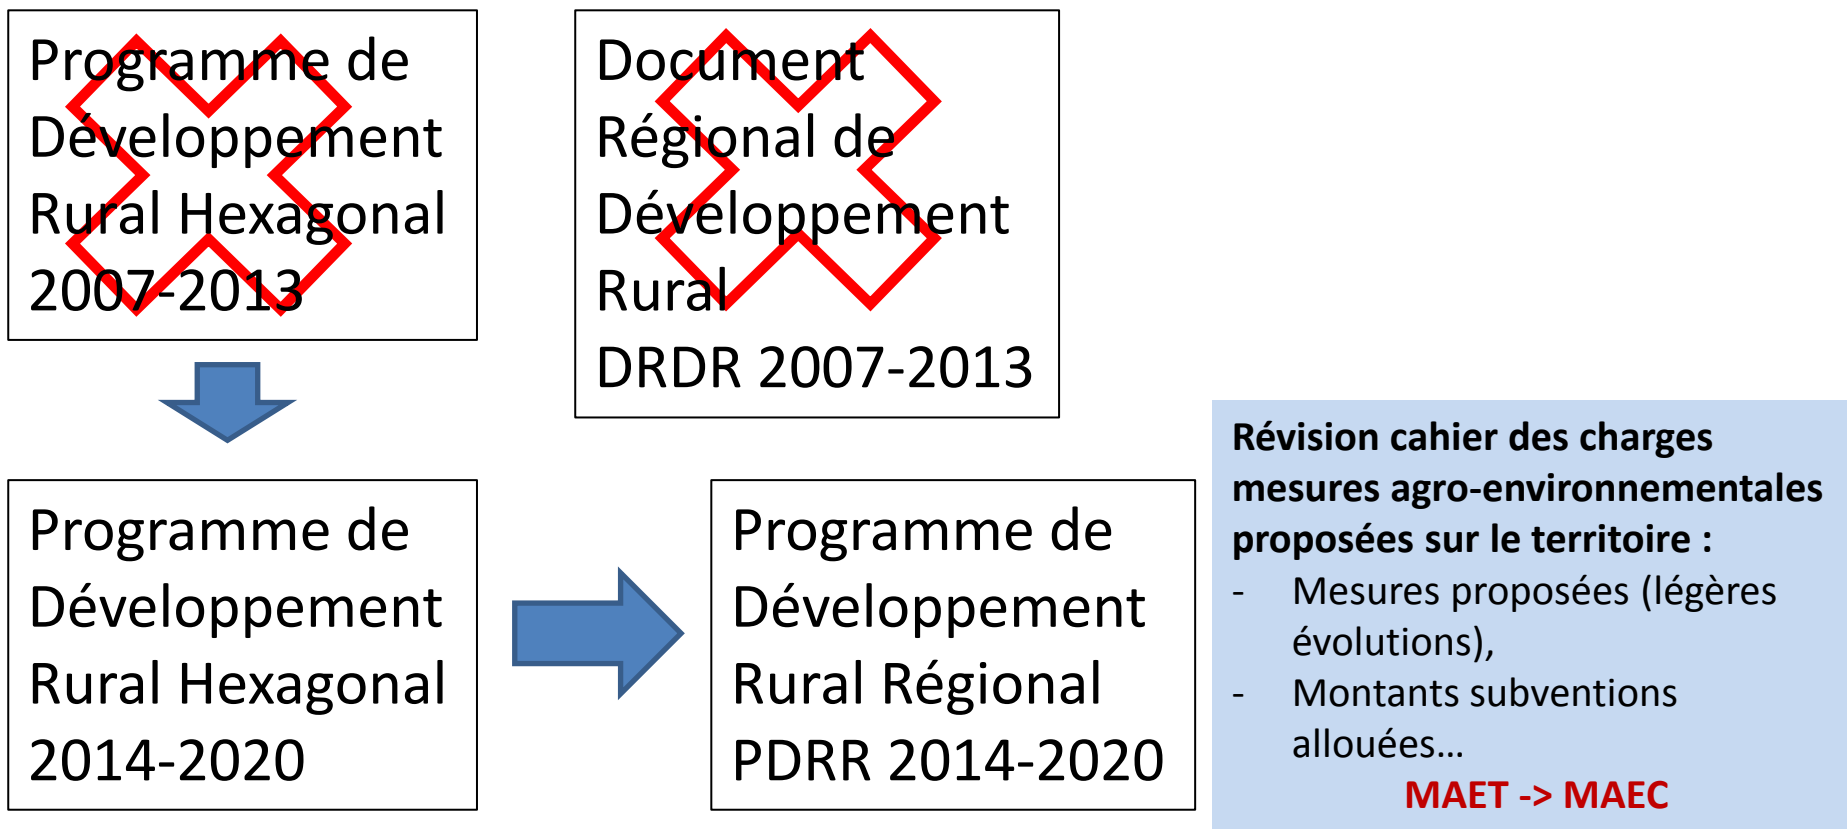 Programme de
Développement
Rural Hexagonal
2007-2013
Document
Régional de
Développement
Rural
DRDR 2007-2013
Programme de
Développement
Rural Hexagonal
2014-2020
Programme de
Développement
Rural Régional
PDRR 2014-2020
Révision cahier des charges
mesures agro-environnementales
proposées sur le territoire :
- Mesures proposées (légères
évolutions),
- Montants subventions
allouées…
MAET -> MAEC